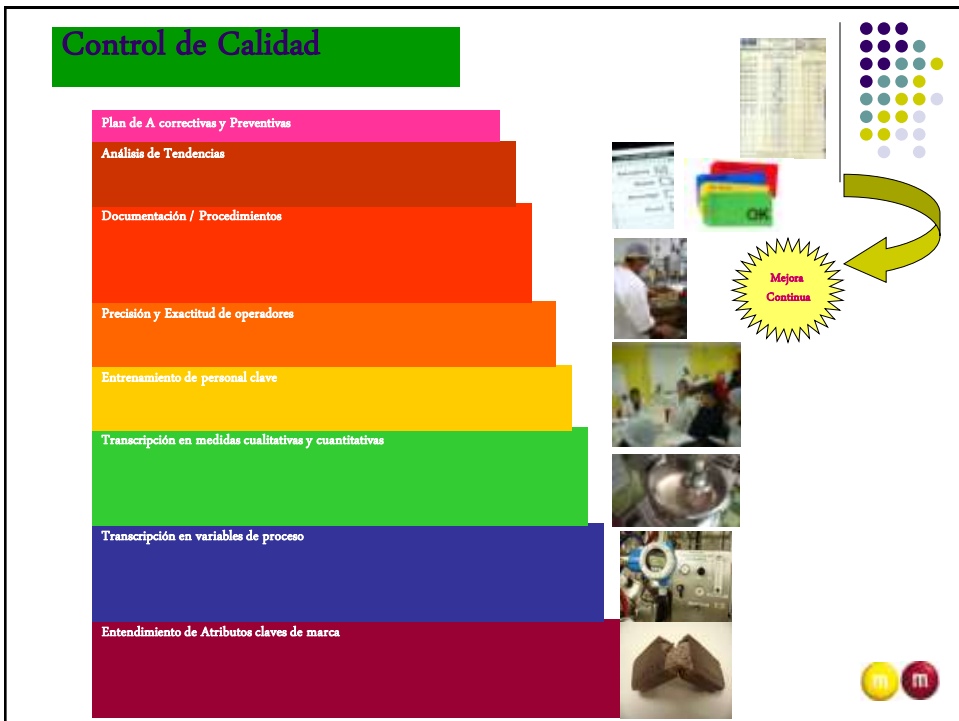 Control de Calidad
Plan de A correctivas y Preventivas
Análisis de Tendencias
Documentación / Procedimientos
OK
Precisión y Exactitud de operadores
Mejora
Continua
Entrenamiento de personal clave
Transcripción en medidas cualitativas y cuantitativas
Transcripción en variables de proceso
Entendimiento de Atributos claves de marca
m
m